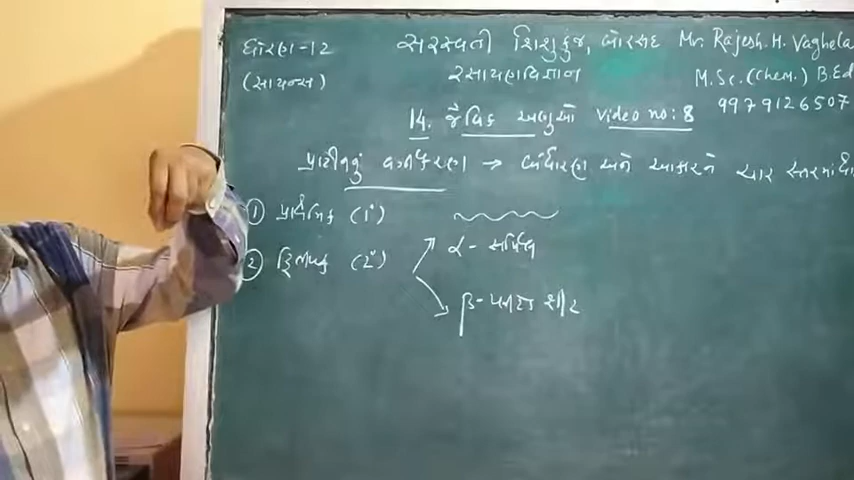 ધોરણ-12 સરસ્વતી શિશુકુંજ, બોરસદ Mr. Rajesh. H. Vaghela
(સાયન્સ) રસાયણવિજ્ઞાન M.Sc. (Chem.) B.Ed
14. જૈવિક અણુઓ Video no: 8 9979126507
પ્રોટીનનું વર્ગીકરણ → બંધારણ અને આકારને ચાર સ્તરમાં
① પ્રાથમિક (1°)
② દ્વિતીયક (2°) α- સર્પિલ
β- પ્લીટેડ શીટ